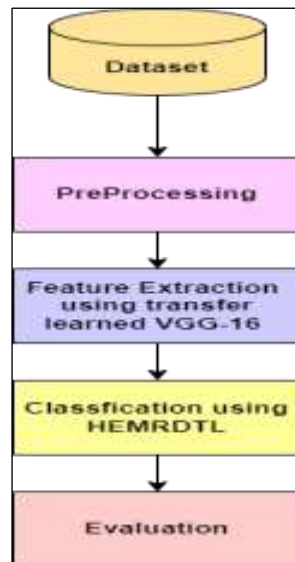 Dataset
PreProcessing
Feature Extraction
using transfer
learned VGG-16
Classfication using
HEMRDTL
Evaluation